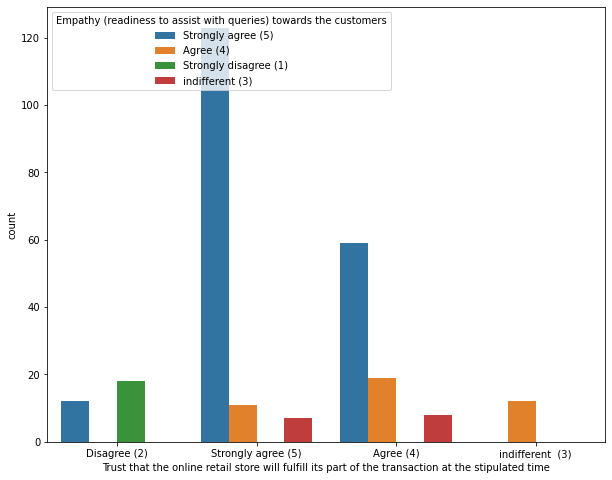 Empathy (readiness to assist with queries) towards the customers
Strongly agree (5)
Agree (4)
Strongly disagree (1)
indifferent (3)
120
100
80
60
40
20
0
count
Disagree (2)
Strongly agree (5)
Agree (4)
indifferent  (3)
Trust that the online retail store will fulfill its part of the transaction at the stipulated time